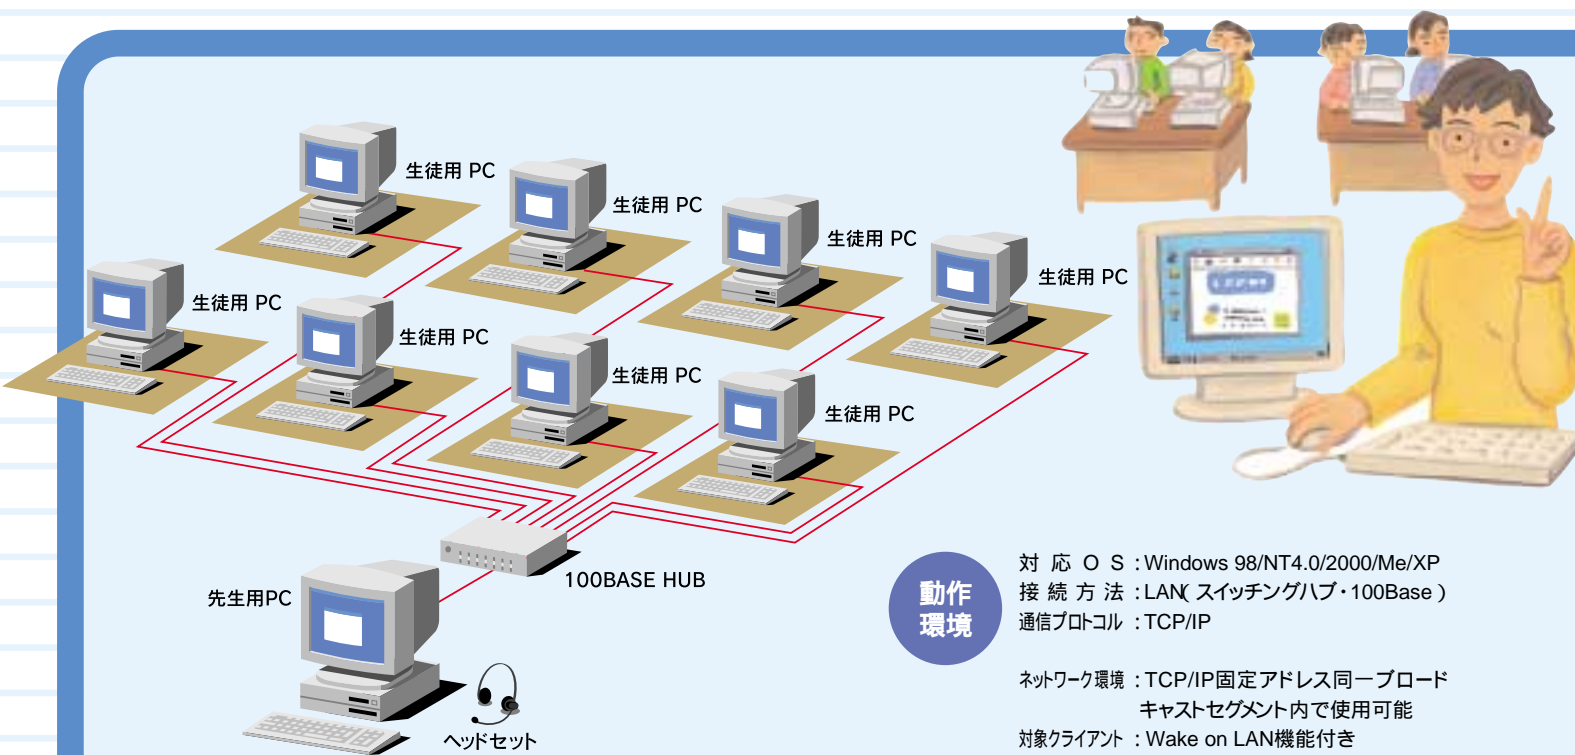 生徒用 PC
生徒用 PC
生徒用 PC
生徒用 PC
生徒用 PC
生徒用 PC
生徒用 PC
生徒用 PC
100BASE HUB
先生用PC
ヘッドセット
動作
環境
対応OS:Windows 98/NT4.0/2000/Me/XP
接続方法:LAN(スイッチングハブ・100Base)
通信プロトコル:TCP/IP
ネットワーク環境:TCP/IP固定アドレス同一ブロード
キャストセグメント内で使用可能
対象クライアント:Wake on LAN機能付き